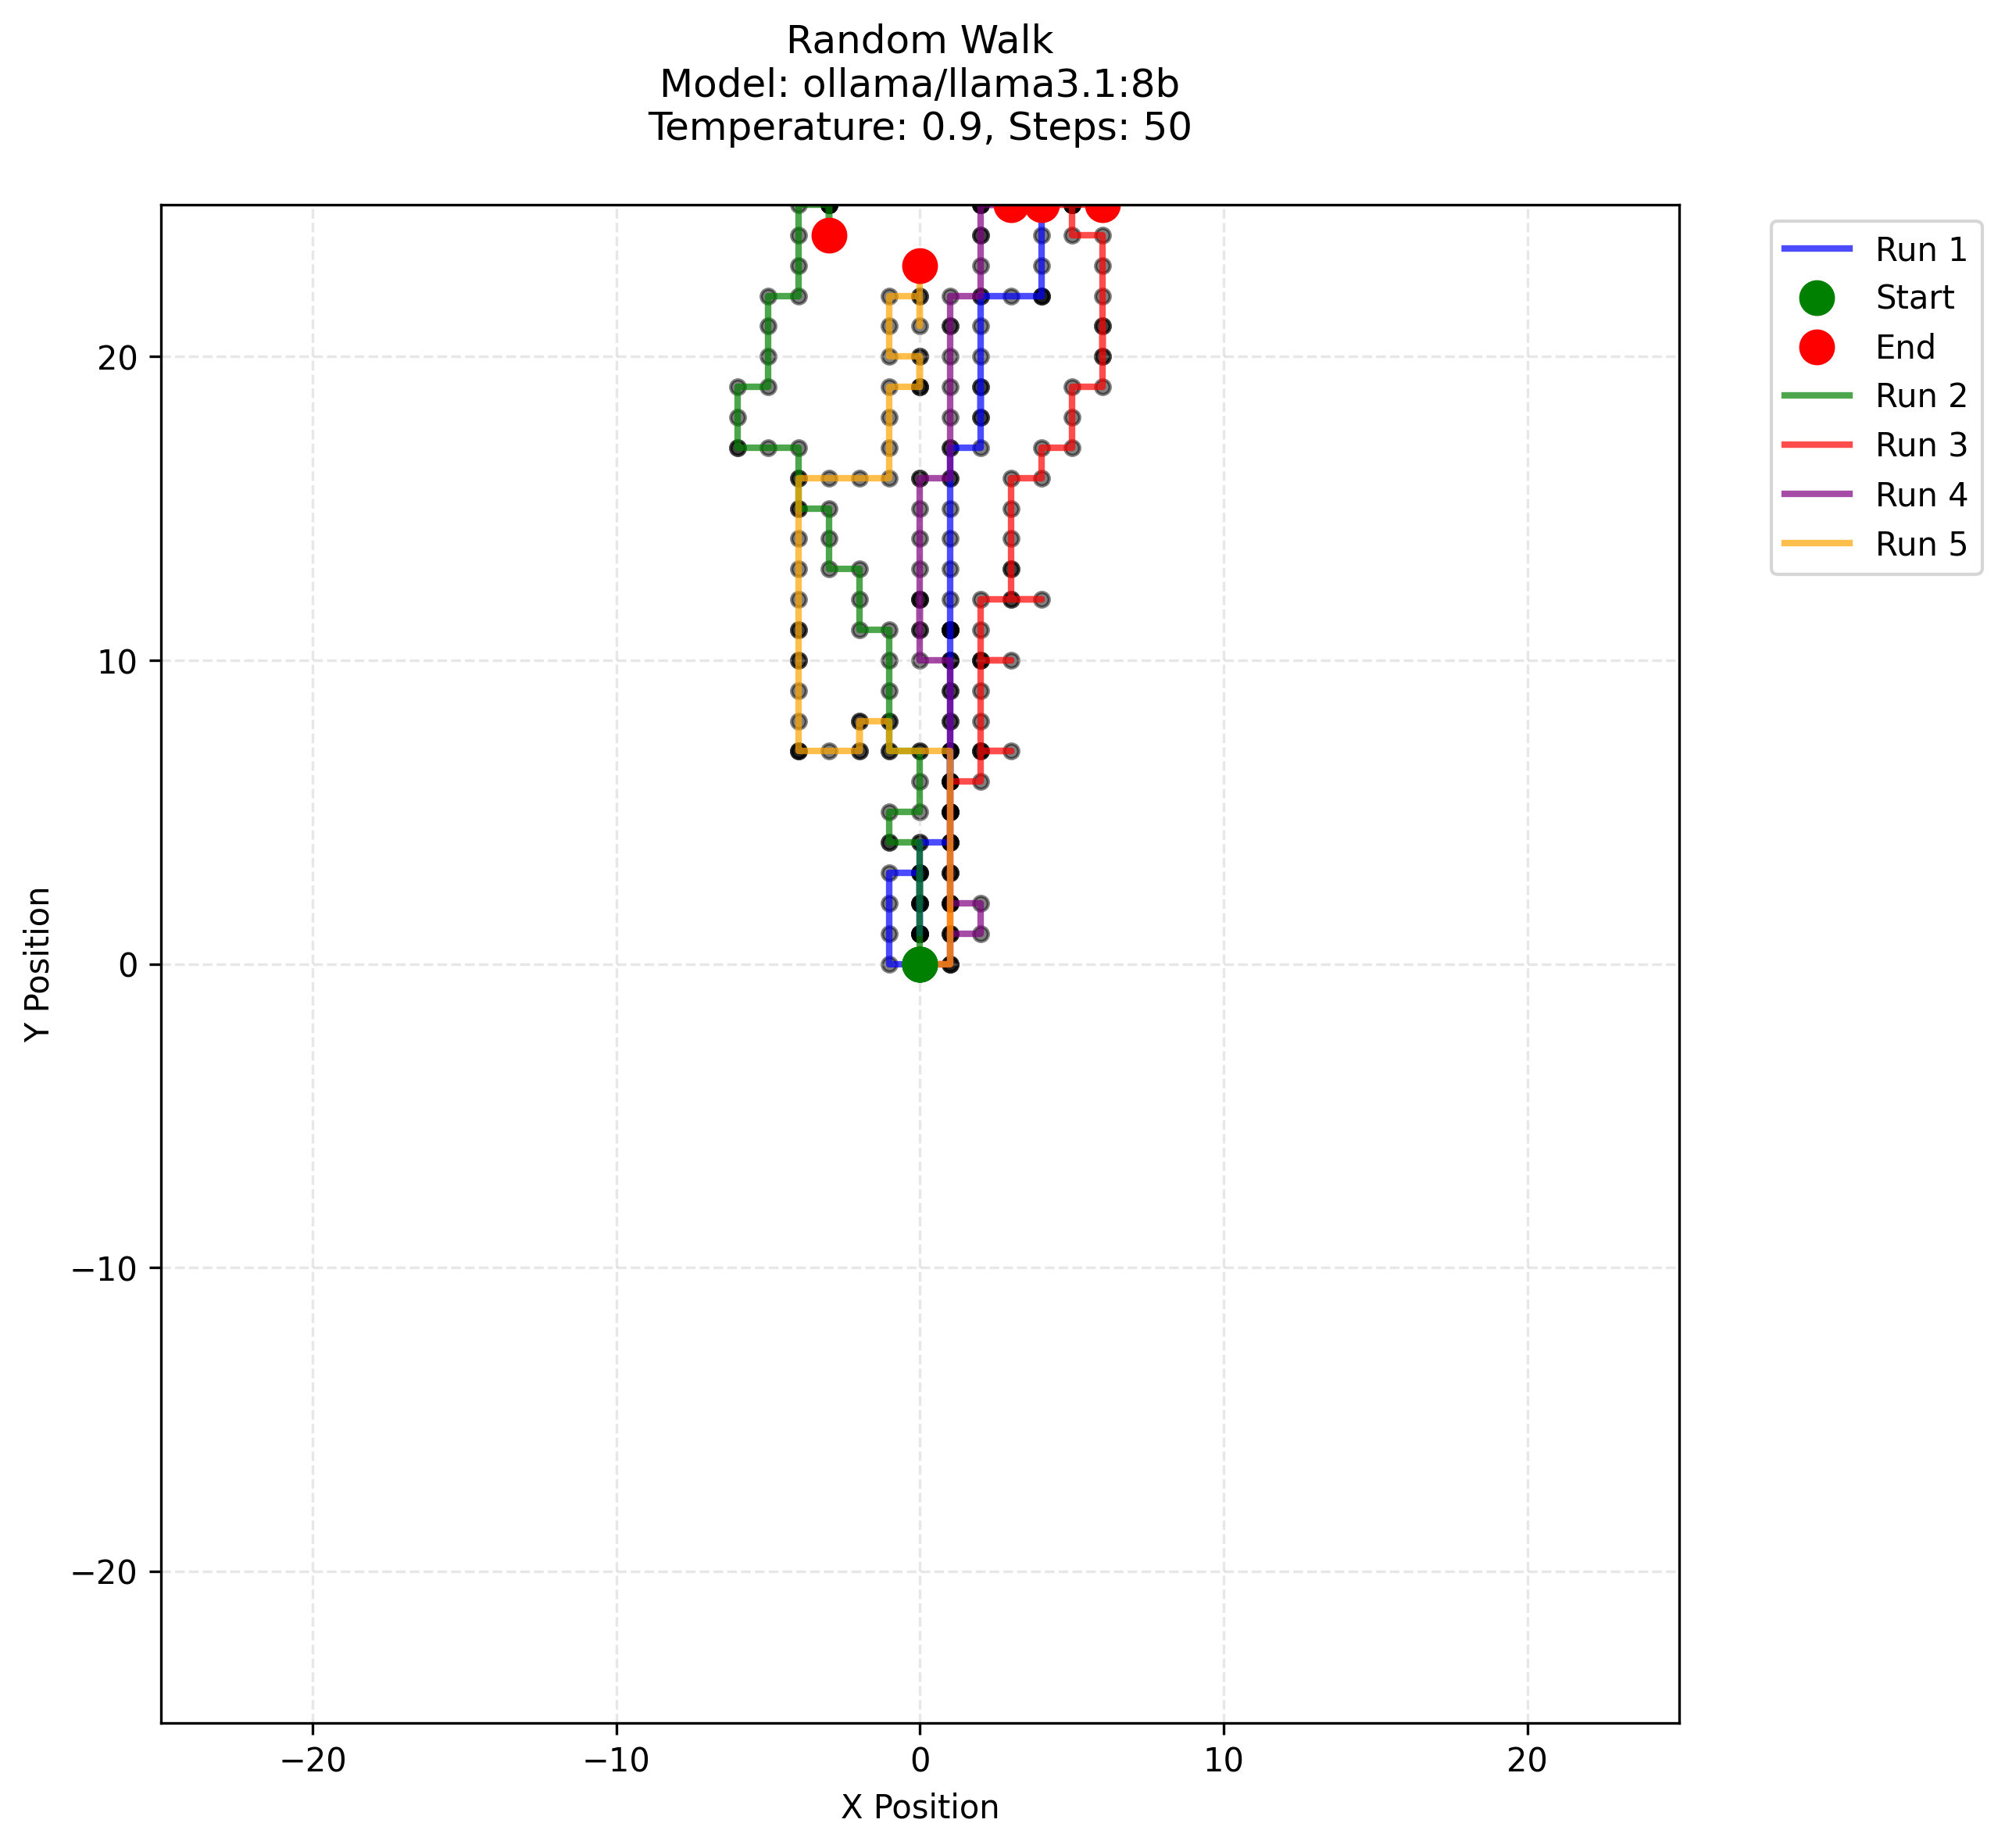 Random Walk
Model: ollama/llama3.1:8b
Temperature: 0.9, Steps: 50
Run 1
Start
End
Run 2
Run 3
Run 4
Run 5
20
10
0
−10
−20
Y Position
−20
−10
0
10
20
X Position